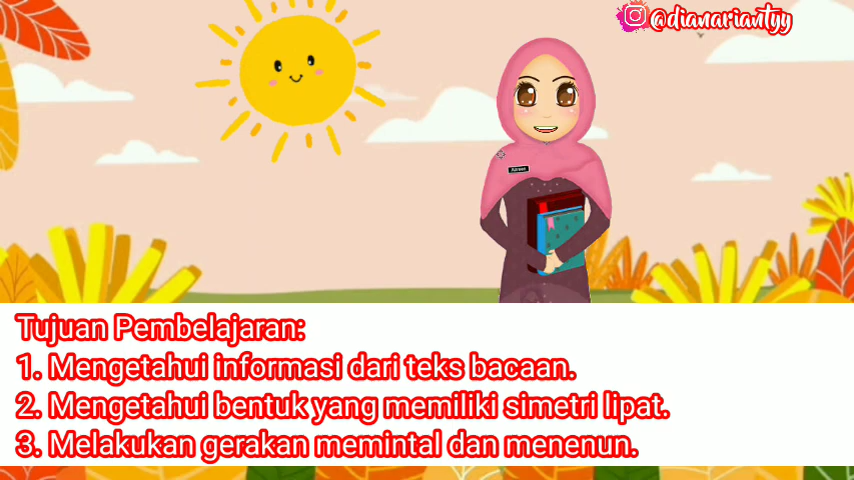 @dianariantyy
Tujuan Pembelajaran:
1. Mengetahui informasi dari teks bacaan.
2. Mengetahui bentuk yang memiliki simetri lipat.
3. Melakukan gerakan memintal dan menenun.